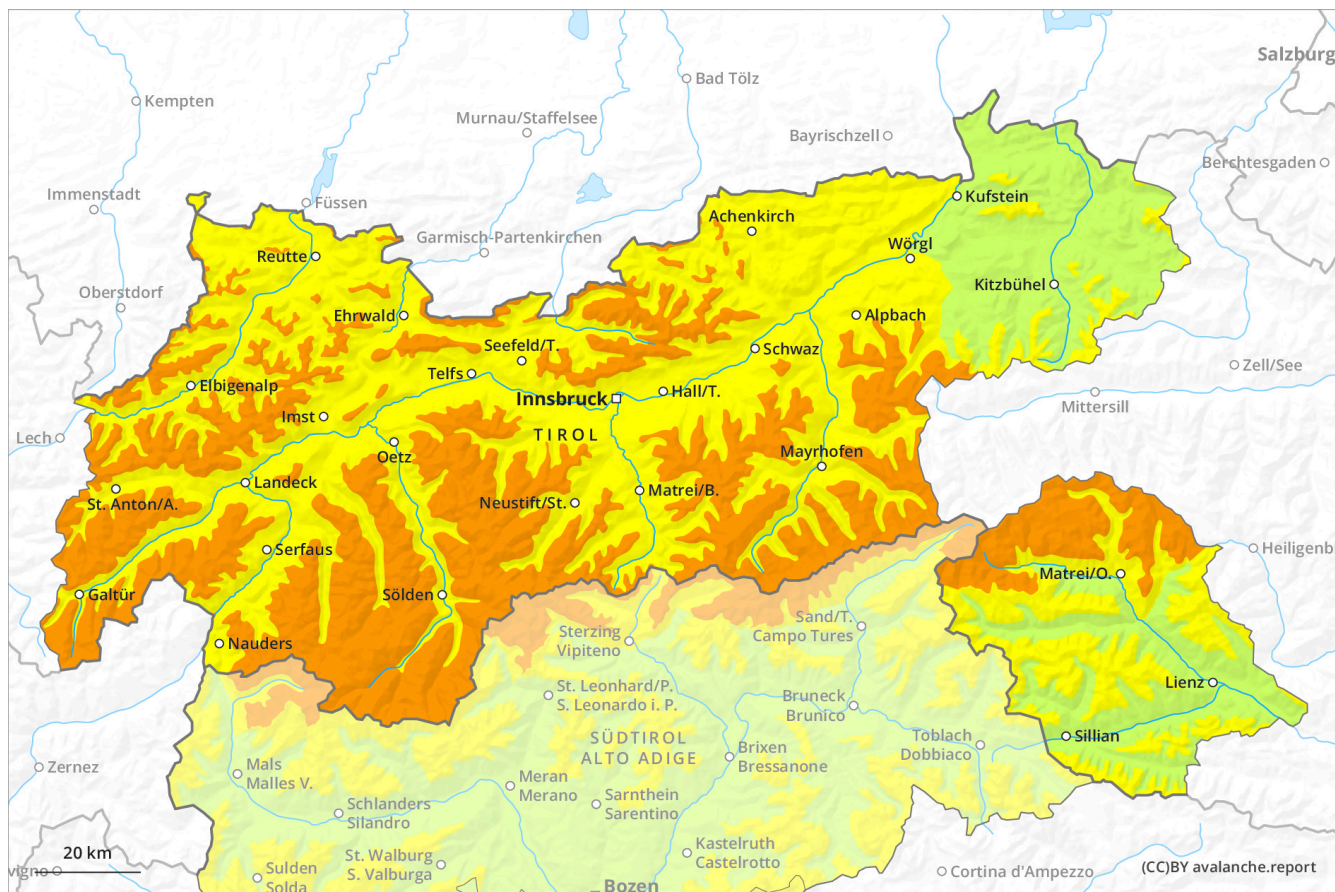 Salzburg
Bad Tölz
Kempten
Murnau/Staffelsee
Bayrischzell
Berchtesgaden
Immenstadt
Füssen
Kufstein
Achenkirch
Garmisch-Partenkirchen
Wörgl
Reutte
Kitzbühel
Oberstdorf
Ehrwald
Alpbach
Seefeld/T.
Schwaz
Zell/See
Telfs
Elbigenalp
Innsbruck
Hall/T.
Mittersill
Imst
TIROL
Lech
Oetz
Mayrhofen
Landeck
Matrei/B.
St. Anton/A.
Neustift/St.
Serfaus
Heiligenb
Matrei/O.
Galtür
Sölden
Sand/T.
Campo Tures
Sterzing
Vipiteno
Nauders
Lienz
St. Leonhard/P.
S. Leonardo i. P.
Bruneck
Brunico
SÜDTIROL
ALTO ADIGE
Toblach
Dobbiaco
Sillian
Brixen
Bressanone
Zernez
Mals
Malles V.
Meran
Merano
Sarnthein
Sarentino
Schlanders
Silandro
Kastelruth
Castelrotto
20 km
St. Walburg
S. Valburga
vigno
Sulden
Solda
Cortina d'Ampezzo
(CC)BY avalanche.report
Bozen